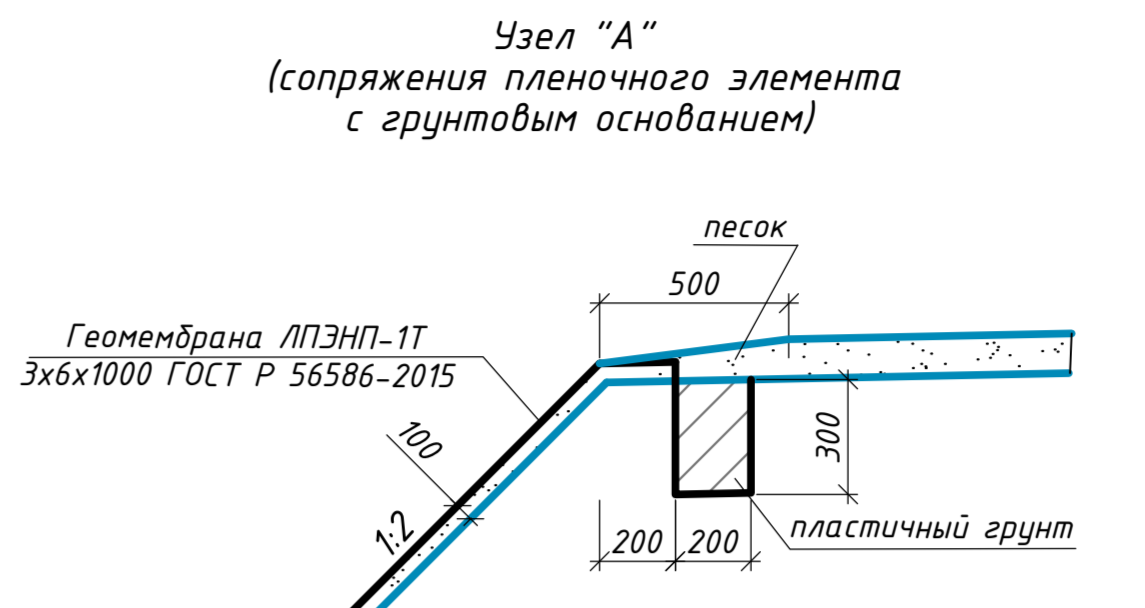 Узел "А"
(сопряжения пленочного элемента
с грунтовым основанием)
песок
500
Геомембрана ЛПЭНП-1Т
3х6х1000 ГОСТ Р 56586-2015
100
300
1:2
200
200
пластичный грунт